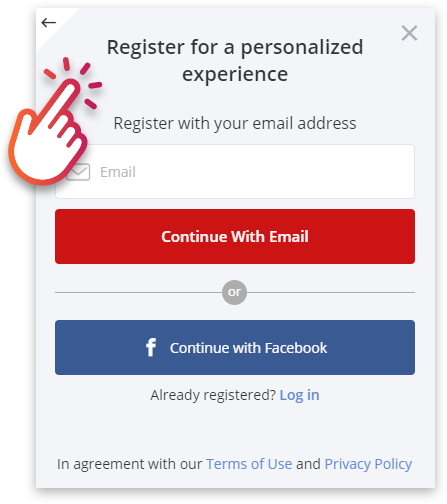 Register for a personalized
experience
Register with your email address
Email
Continue With Email
or
Continue with Facebook
Already registered? Log in
In agreement with our Terms of Use and Privacy Policy